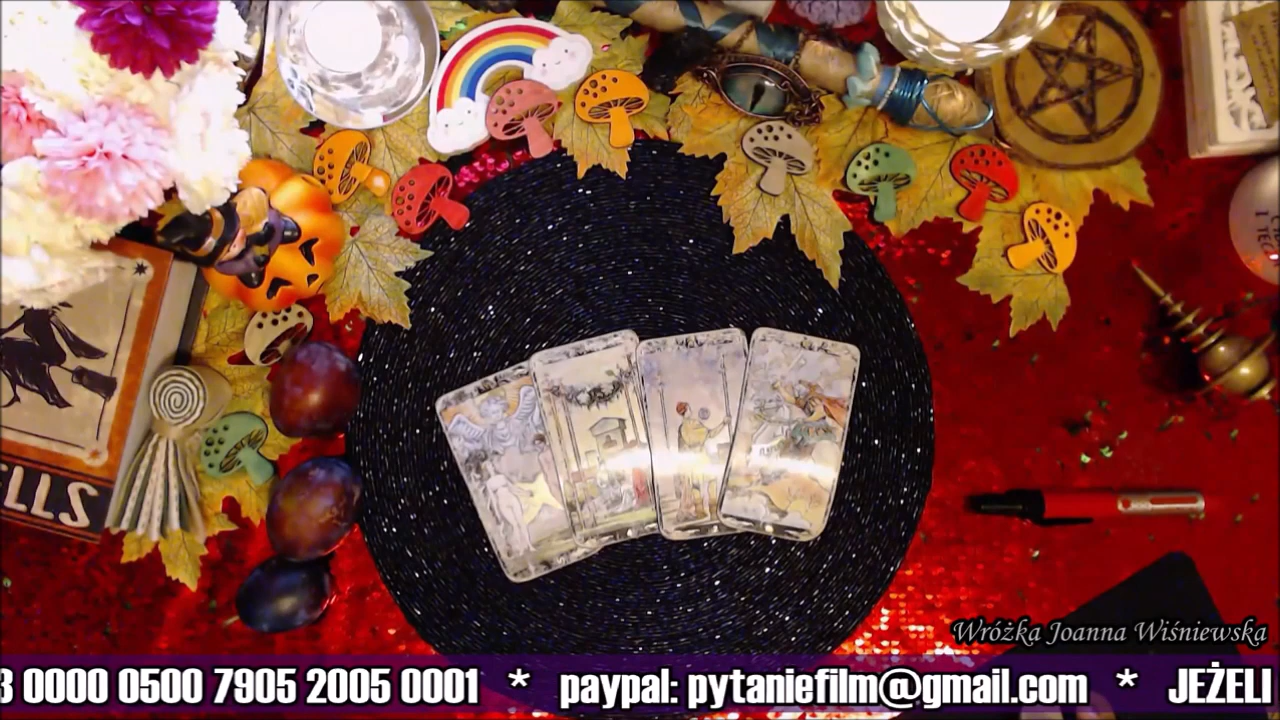 ELLS
Wróżka Joanna Wiśniewska
3 0000 0500 7905 2005 0001 * paypal: pytaniefilm@gmail.com * JEŻELI